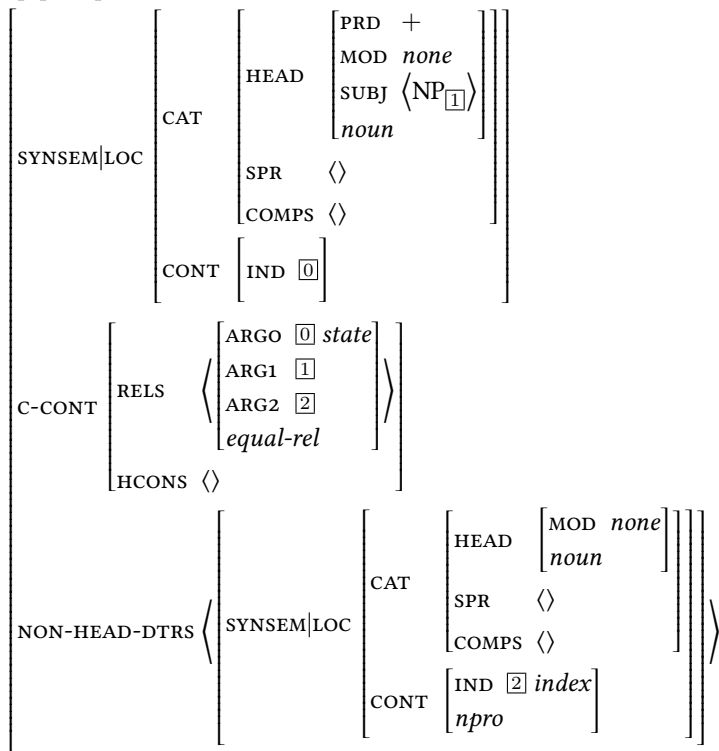 PRD +
MOD none
HEAD SUBJ ⟨NP[1]⟩
noun
CAT
SYNSEM|LOC SPR ⟨⟩
COMPS ⟨⟩
CONT [IND [0]]
ARG0 [0] state
RELS ⟨ ARG1 [1] ⟩
C-CONT ARG2 [2]
equal-rel
HCONS ⟨⟩
HEAD MOD none
noun
CAT
SPR ⟨⟩
NON-HEAD-DTRS ⟨ SYNSEM|LOC COMPS ⟨⟩ ⟩
CONT IND [2] index
npro